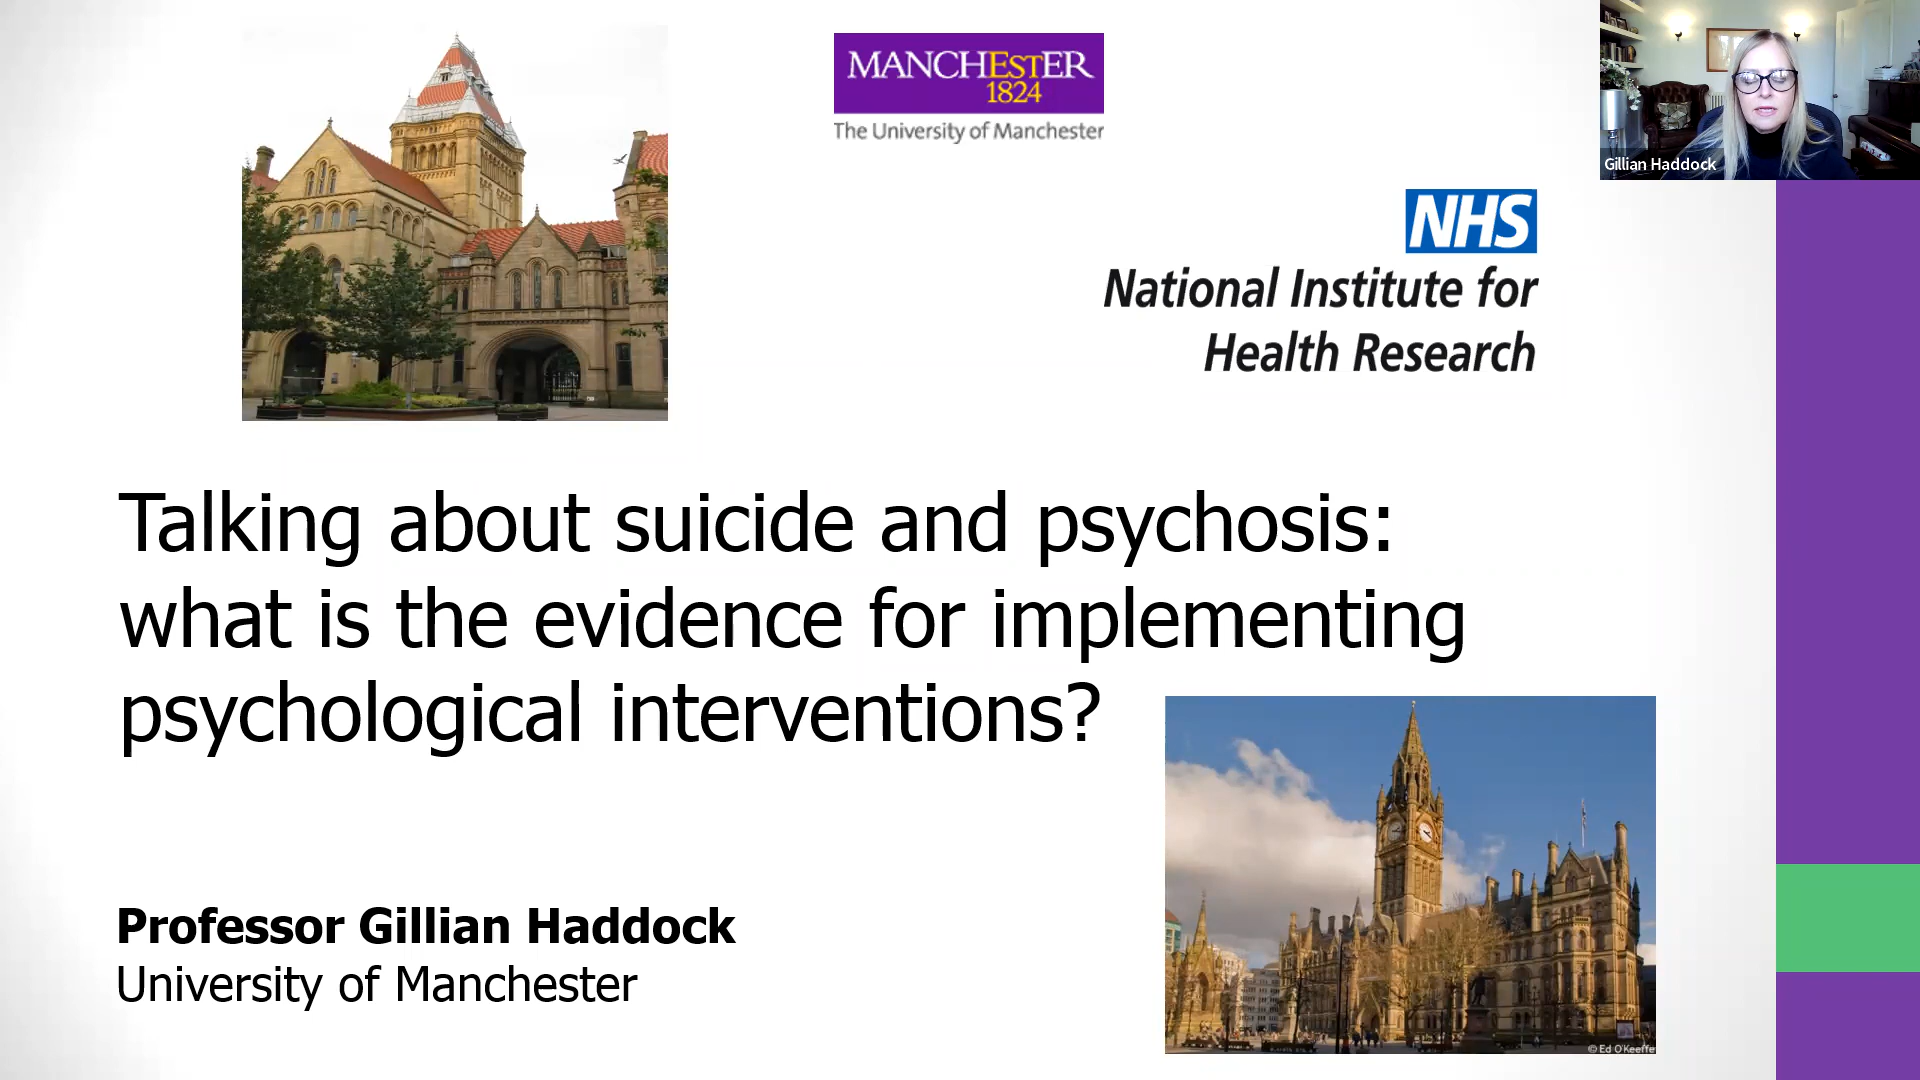 MANCHESTER
1824
The University of Manchester
Gillian Haddock
NHS
National Institute for
Health Research
Talking about suicide and psychosis:
what is the evidence for implementing
psychological interventions?
Professor Gillian Haddock
University of Manchester
© Ed O'Keeffe